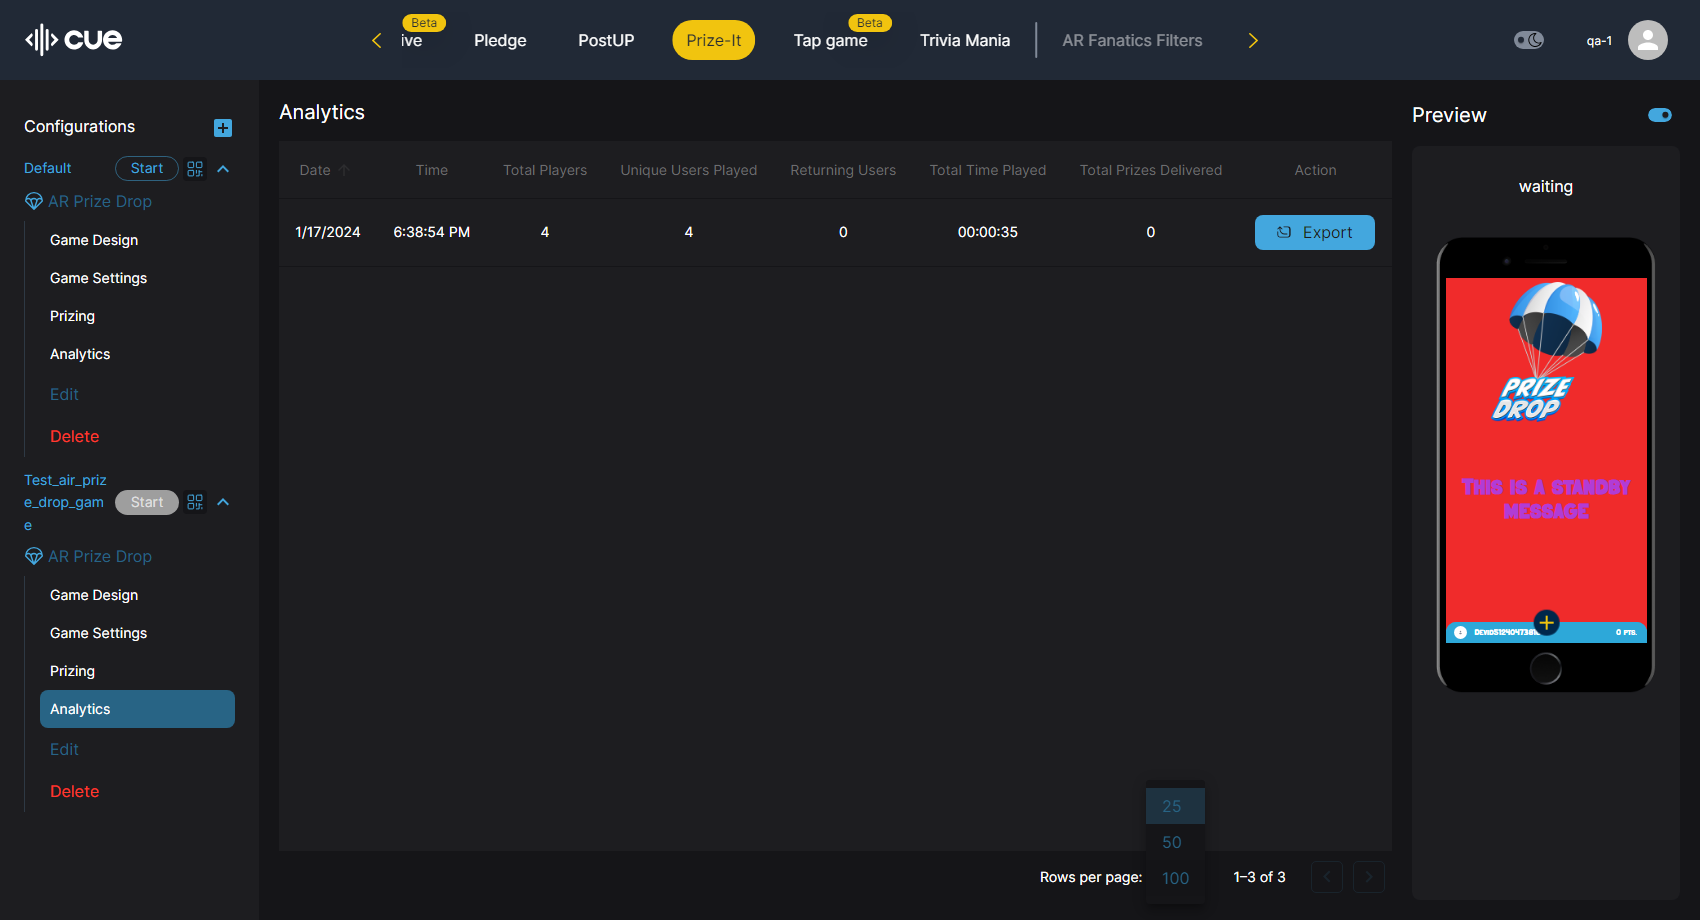 cue
Beta
ive
Pledge
PostUP
Prize-It
Beta
Tap game
Trivia Mania
AR Fanatics Filters
qa-1
Configurations
Default
Start
AR Prize Drop
Game Design
Game Settings
Prizing
Analytics
Edit
Delete
Test_air_priz
e_drop_gam
e
Start
AR Prize Drop
Game Design
Game Settings
Prizing
Analytics
Edit
Delete
Analytics
Date
Time
Total Players
Unique Users Played
Returning Users
Total Time Played
Total Prizes Delivered
Action
1/17/2024
6:38:54 PM
4
4
0
00:00:35
0
Export
25
50
100
Rows per page:
1–3 of 3
Preview
waiting
PRIZE
DROP
THIS IS A STANDBY
MESSAGE
0 PTS.